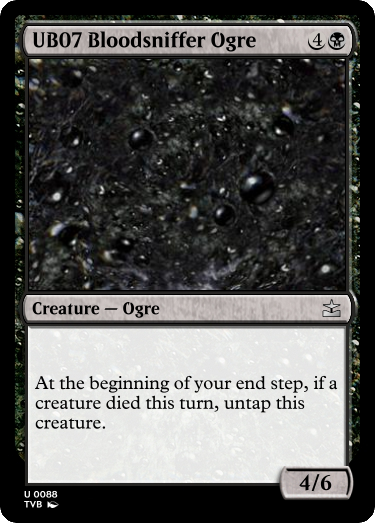 UB07 Bloodsniffer Ogre 4
Creature — Ogre
At the beginning of your end step, if a
creature died this turn, untap this
creature.
4/6
U 0088
TVB